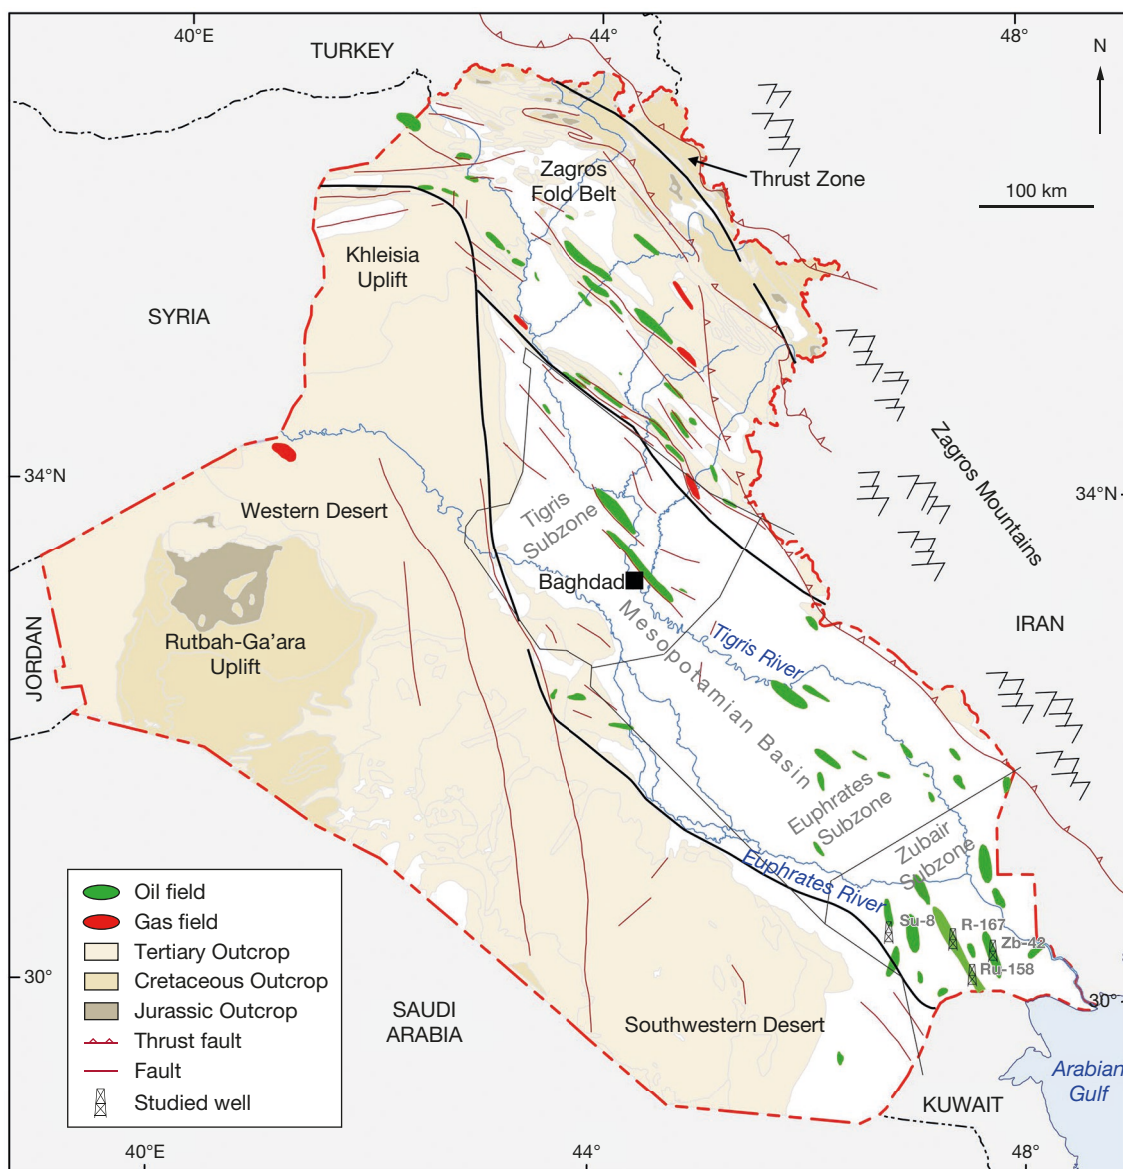 40°E
44°
48°
TURKEY
N
Zagros
Fold Belt
Thrust Zone
100 km
Khleisia
Uplift
SYRIA
Zagros Mountains
34°N
34°N
Western Desert
Tigris
Subzone
Baghdad
Mesopotamian Basin
Tigris River
IRAN
JORDAN
Rutbah-Ga'ara
Uplift
Euphrates
Subzone
Zubair
Subzone
Euphrates River
Su-8
R-167
Zb-42
Ru-158
Oil field
Gas field
Tertiary Outcrop
Cretaceous Outcrop
Jurassic Outcrop
Thrust fault
Fault
Studied well
30°
30°
SAUDI
ARABIA
Southwestern Desert
Arabian
Gulf
KUWAIT
40°E
44°
48°